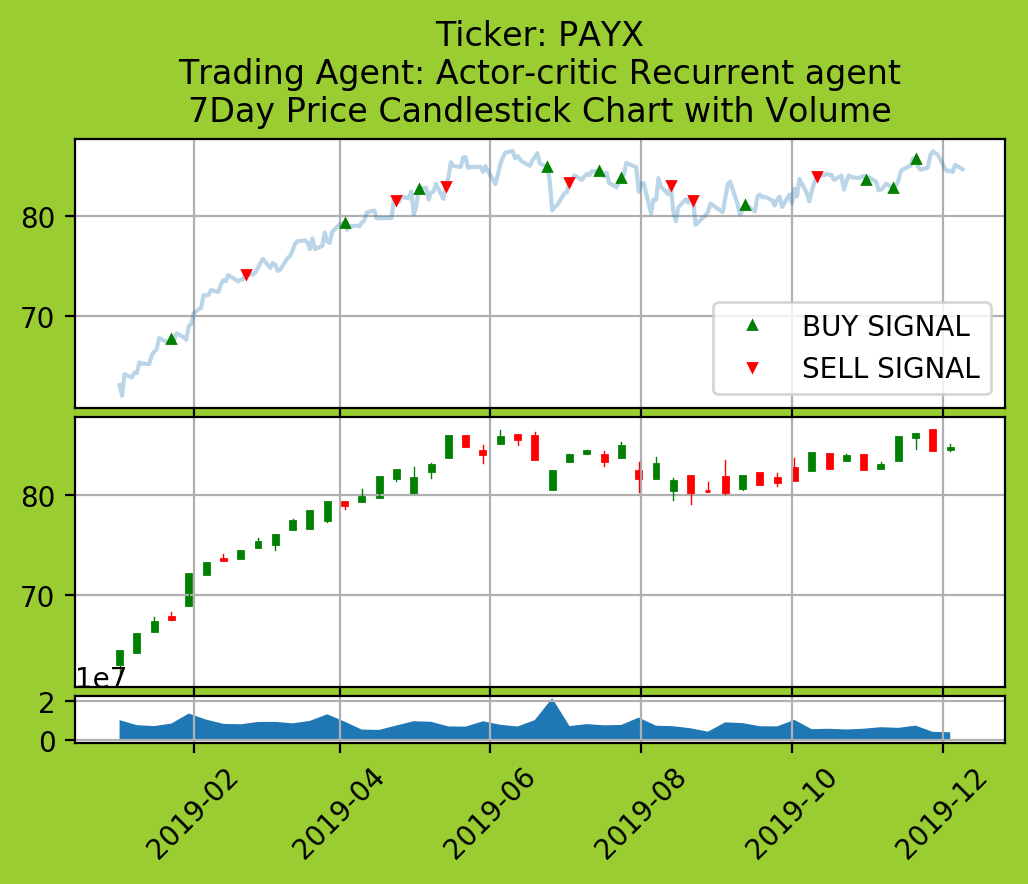 Ticker: PAYX
Trading Agent: Actor-critic Recurrent agent
7Day Price Candlestick Chart with Volume
80
70
BUY SIGNAL
SELL SIGNAL
80
70
1e7
2
0
2019-02
2019-04
2019-06
2019-08
2019-10
2019-12